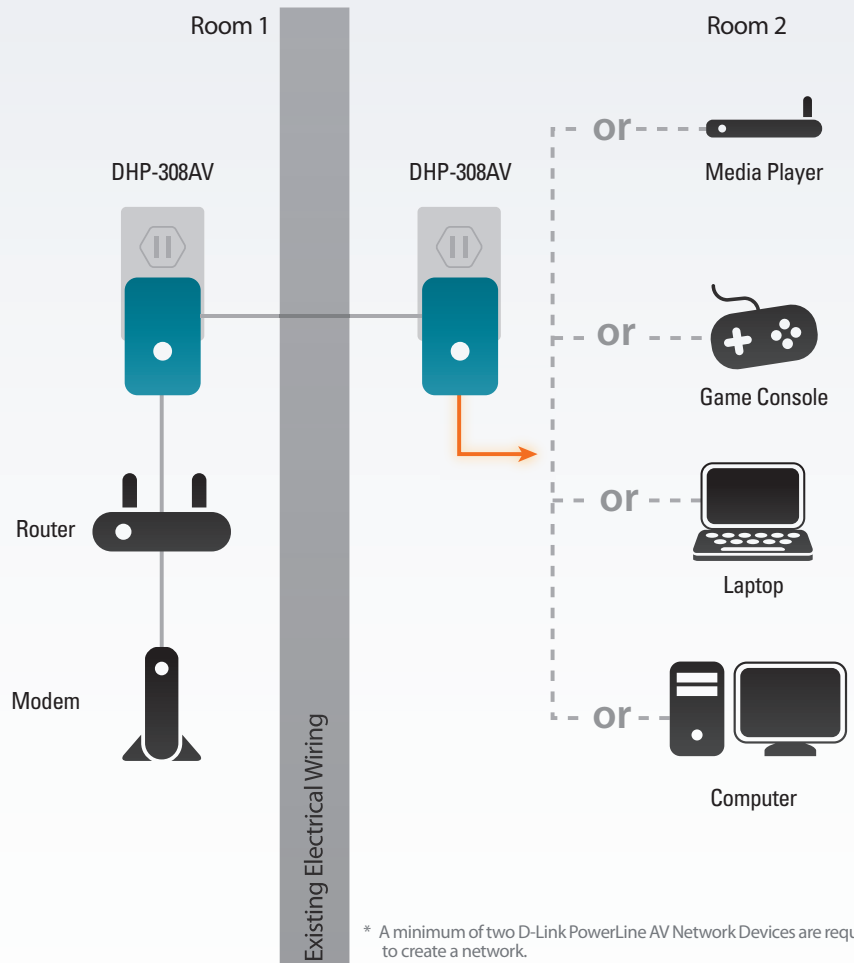 Room 1
Room 2
DHP-308AV
DHP-308AV
or
Media Player
or
Game Console
or
Laptop
Router
Modem
or
Computer
Existing Electrical Wiring
* A minimum of two D-Link PowerLine AV Network Devices are requ
to create a network.